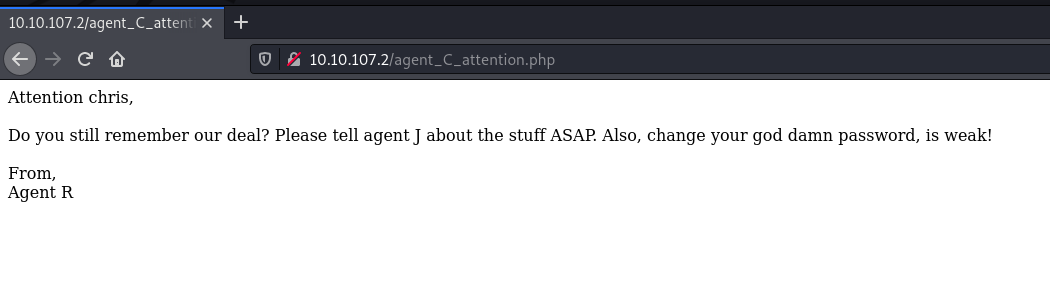 10.10.107.2/agent_C_attent
10.10.107.2/agent_C_attention.php
Attention chris,
Do you still remember our deal? Please tell agent J about the stuff ASAP. Also, change your god damn password, is weak!
From,
Agent R